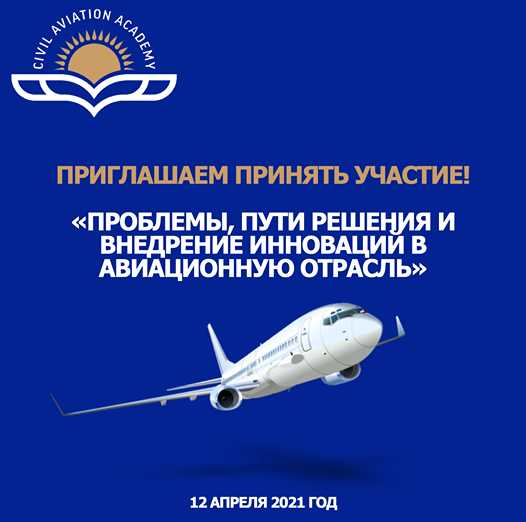 CIVIL AVIATION ACADEMY
ПРИГЛАШАЕМ ПРИНЯТЬ УЧАСТИЕ!
«ПРОБЛЕМЫ, ПУТИ РЕШЕНИЯ И
ВНЕДРЕНИЕ ИННОВАЦИЙ В
АВИАЦИОННУЮ ОТРАСЛЬ»
12 АПРЕЛЯ 2021 ГОД